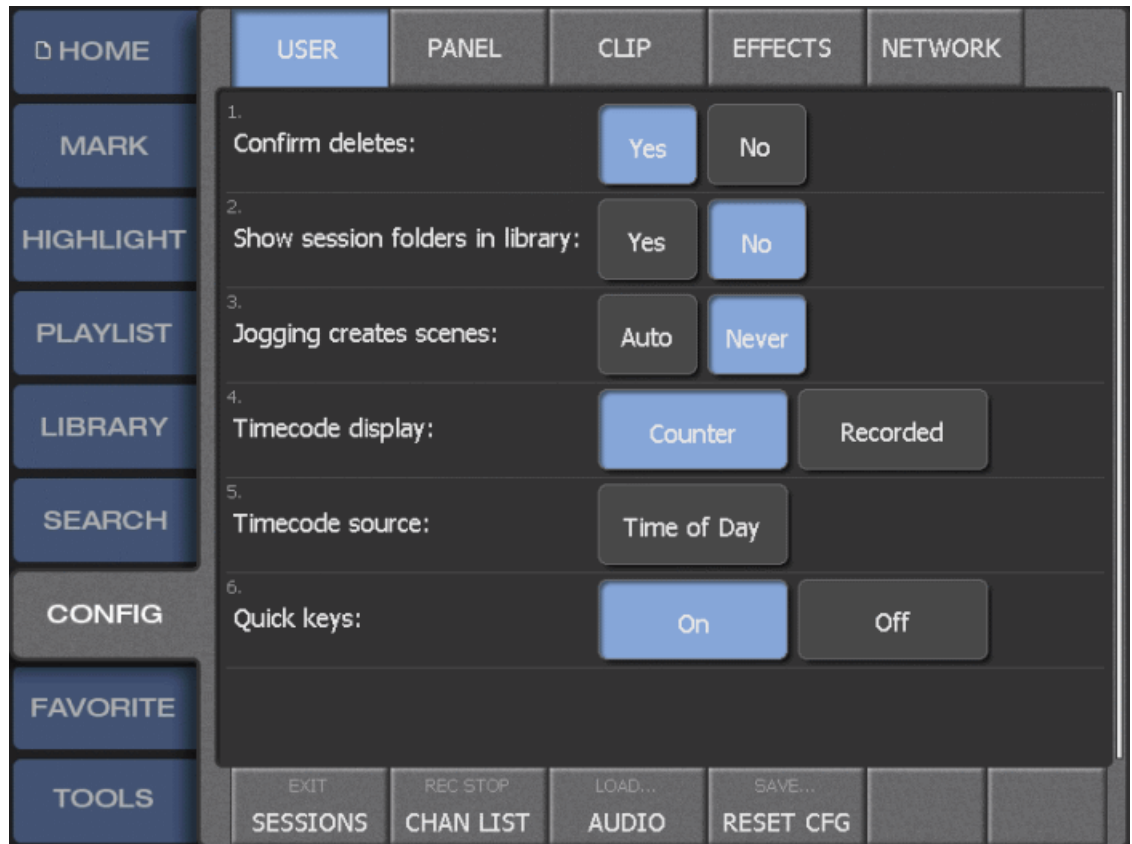 HOME
MARK
HIGHLIGHT
PLAYLIST
LIBRARY
SEARCH
CONFIG
FAVORITE
TOOLS
USER PANEL CLIP EFFECTS NETWORK
1.
Confirm deletes: Yes No
2.
Show session folders in library: Yes No
3.
Jogging creates scenes: Auto Never
4.
Timecode display: Counter Recorded
5.
Timecode source: Time of Day
6.
Quick keys: On Off
EXIT REC STOP LOAD... SAVE...
SESSIONS CHAN LIST AUDIO RESET CFG